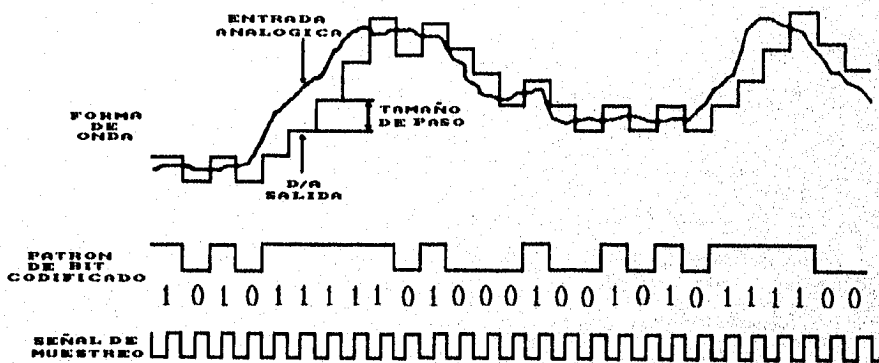 ENTRADA
ANALOGICA
FORMA
DE
ONDA
TAMAÑO
DE PASO
D/A
SALIDA
PATRON
DE BIT
CODIFICADO
1 0 1 0 1 1 1 1 1 0 1 0 0 0 1 0 0 1 0 1 0 1 1 1 1 0 0
SEÑAL DE
MUESTREO